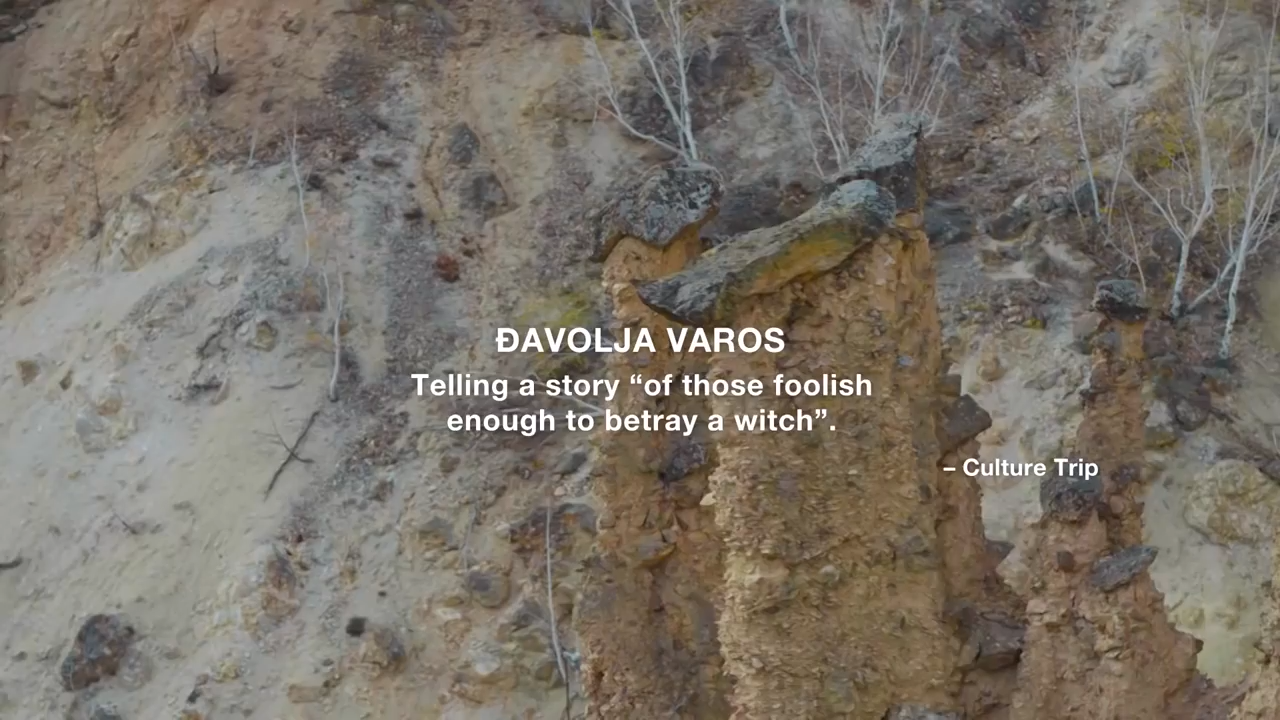 ĐAVOLJA VAROS
Telling a story “of those foolish
enough to betray a witch”.
– Culture Trip